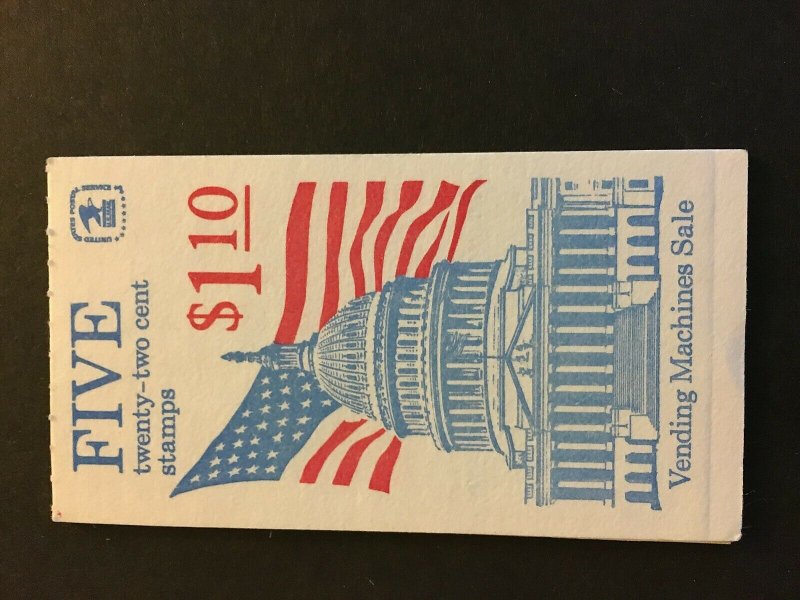 FIVE
twenty-two cent
stamps
$1.10
Vending Machines Sale